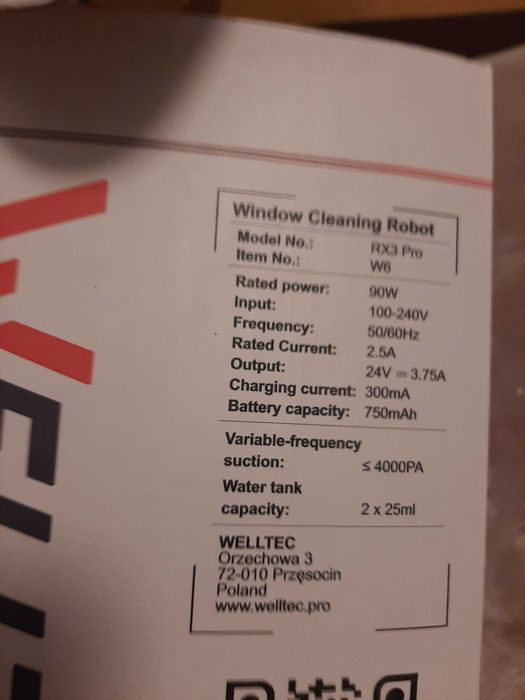 Window Cleaning Robot
Model No.: RX3 Pro
Item No.: W6
Rated power: 90W
Input: 100-240V
Frequency: 50/60Hz
Rated Current: 2.5A
Output: 24V ⎓ 3.75A
Charging current: 300mA
Battery capacity: 750mAh
Variable-frequency
suction: ≤ 4000PA
Water tank
capacity: 2 x 25ml
WELLTEC
Orzechowa 3
72-010 Przęsocin
Poland
www.welltec.pro